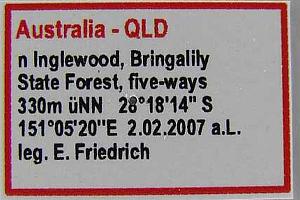 Australia - QLD
n Inglewood, Bringalily
State Forest, five-ways
330m üNN 28°18'14" S
151°05'20"E 2.02.2007 a.L.
leg. E. Friedrich